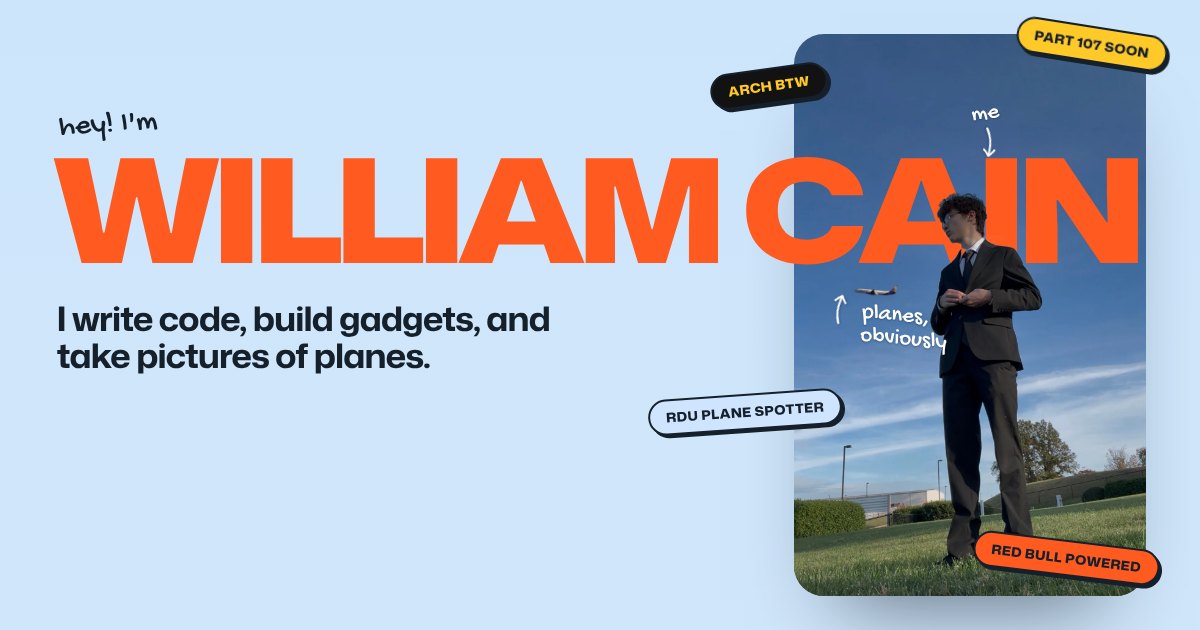 PART 107 SOON
ARCH BTW
me
hey! I'm
WILLIAM CAIN
planes,
obviously
I write code, build gadgets, and
take pictures of planes.
RDU PLANE SPOTTER
RED BULL POWERED